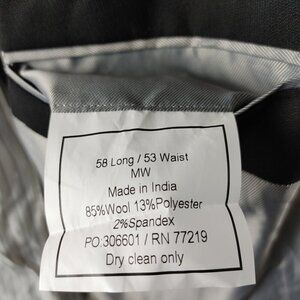 58 Long / 53 Waist
MW
Made in India
85%Wool 13%Polyester
2%Spandex
PO:306601 / RN 77219
Dry clean only